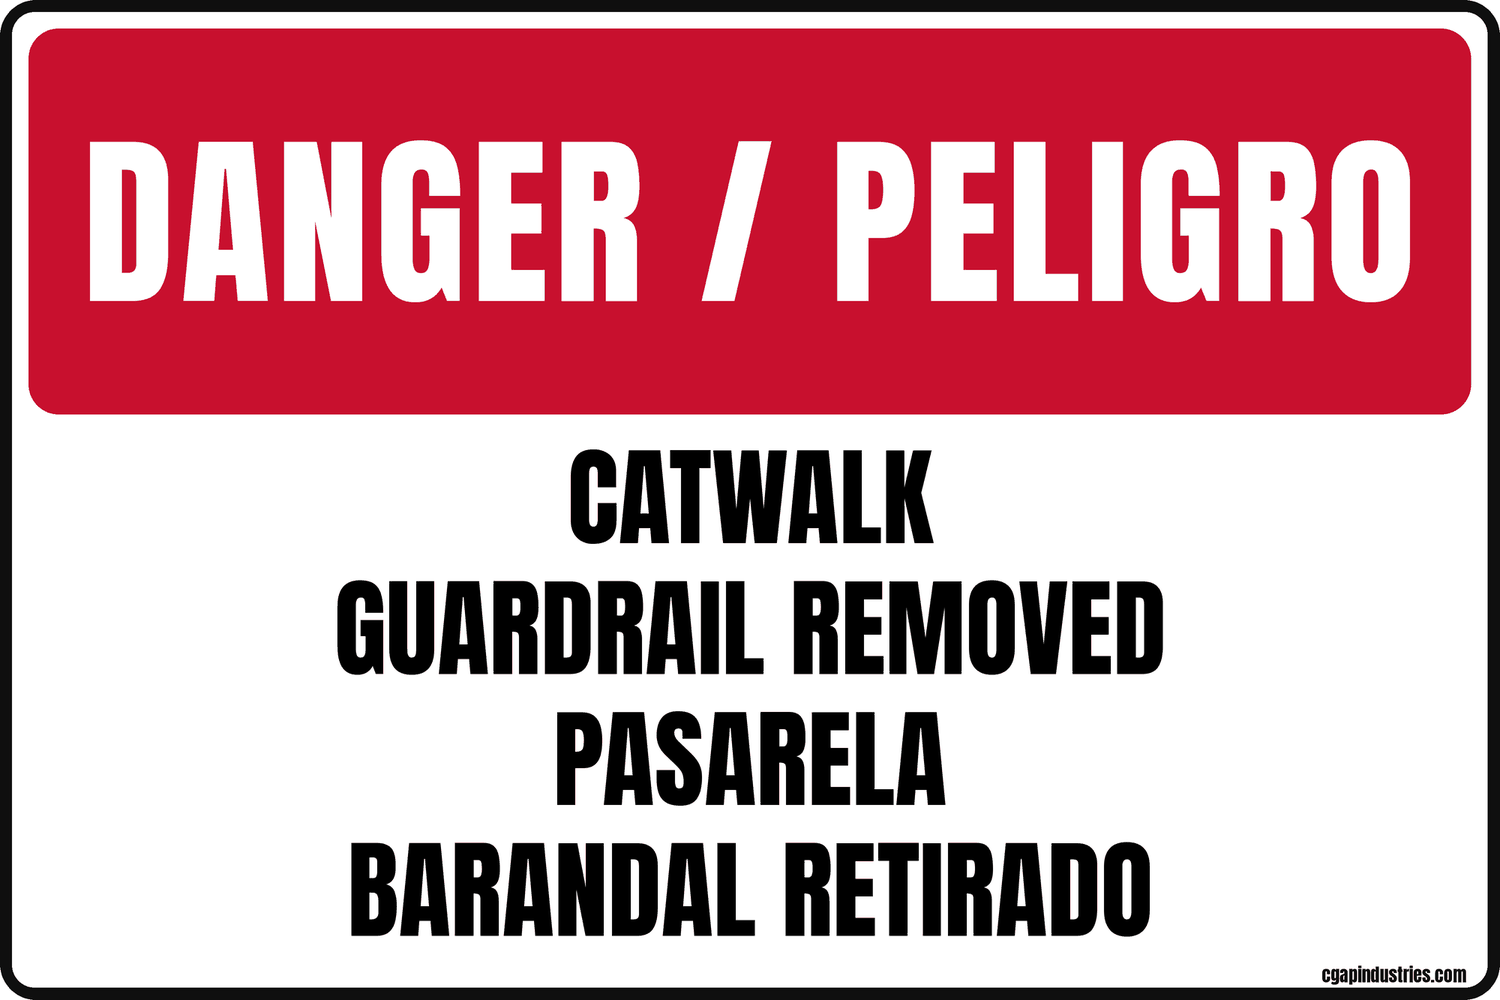 DANGER / PELIGRO
CATWALK
GUARDRAIL REMOVED
PASARELA
BARANDAL RETIRADO
cgapindustries.com